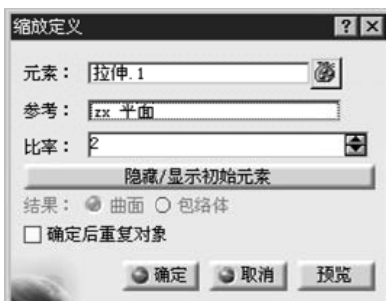 缩放定义
元素： 拉伸.1
参考： zx 平面
比率： 2
隐藏/显示初始元素
结果： 曲面 包络体
确定后重复对象
确定 取消 预览